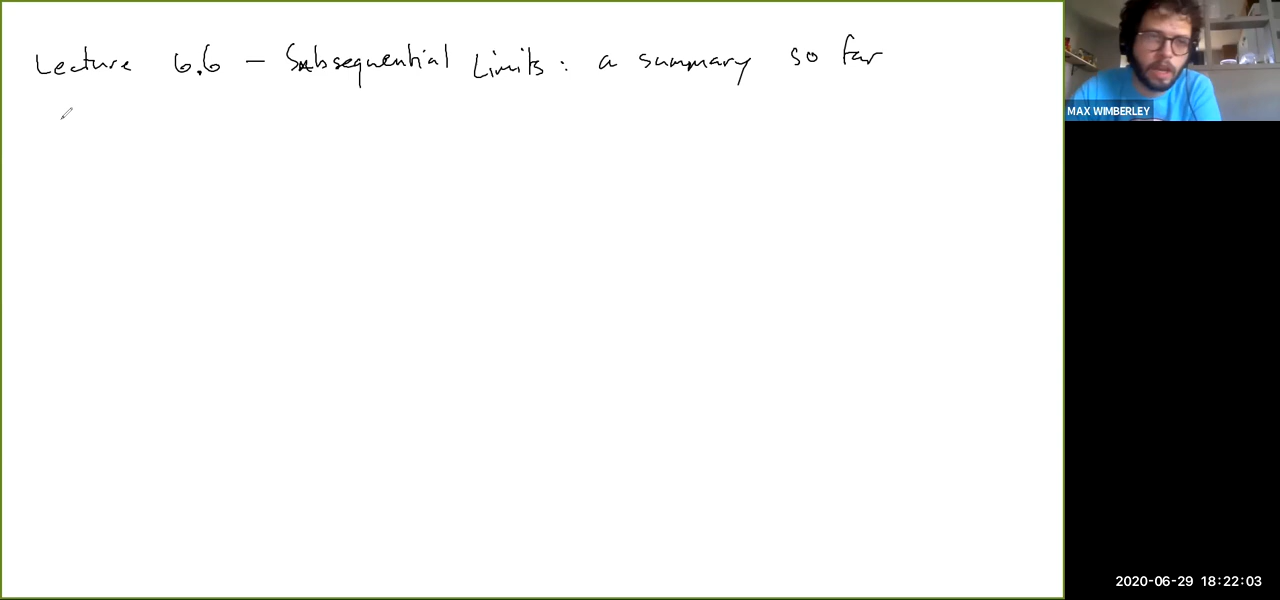 Lecture 6.6 – Subsequential Limits: a summary so far
MAX WIMBERLEY
2020-06-29 18:22:03